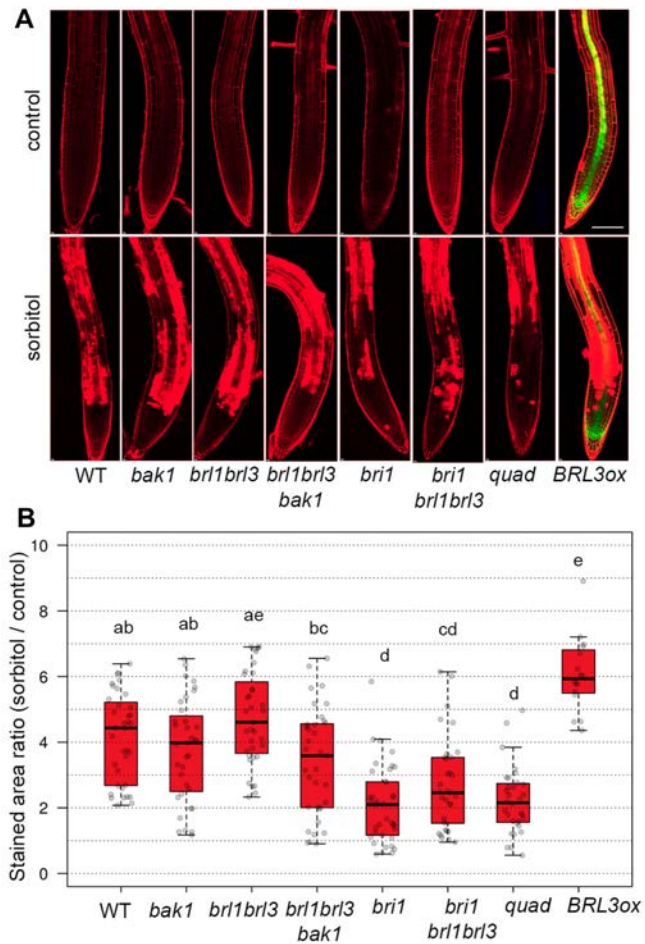 A
control
sorbitol
WT bak1 brl1brl3 brl1brl3 bri1 bri1 quad BRL3ox
bak1 brl1brl3
B
Stained area ratio (sorbitol / control)
10
8
6
4
2
0
ab ab ae bc d cd d e
WT bak1 brl1brl3 brl1brl3 bri1 bri1 quad BRL3ox
bak1 brl1brl3